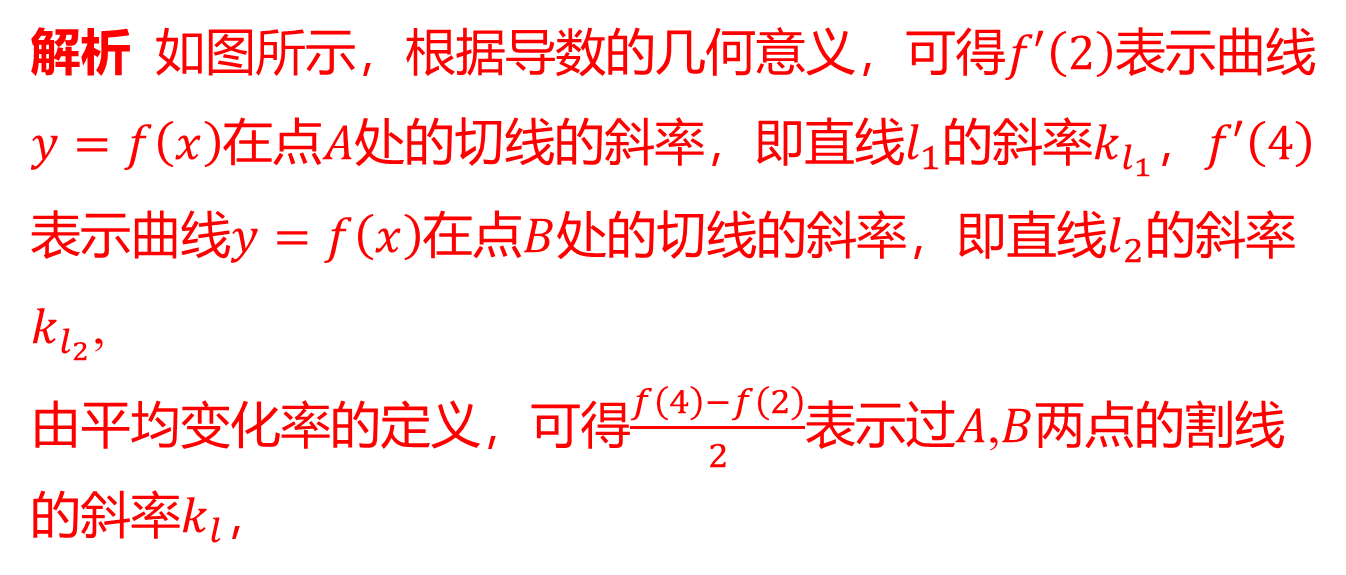 解析 如图所示，根据导数的几何意义，可得f′(2)表示曲线
y = f(x)在点A处的切线的斜率，即直线l₁的斜率k_{l₁}，f′(4)
表示曲线y = f(x)在点B处的切线的斜率，即直线l₂的斜率
k_{l₂},
由平均变化率的定义，可得\frac{f(4)−f(2)}{2}表示过A,B两点的割线
的斜率k_l，